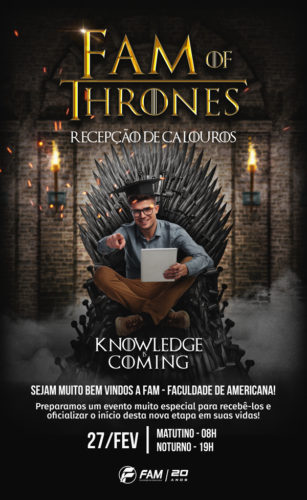 FAM OF
THRONES
RECEPÇÃO DE CALOUROS
KNOWLEDGE
IS
COMING
SEJAM MUITO BEM VINDOS A FAM - FACULDADE DE AMERICANA!
Preparamos um evento muito especial para recebê-los e
oficializar o início desta nova etapa em suas vidas!
27/FEV
MATUTINO - 08H
NOTURNO - 19H
FAM 20
ANOS